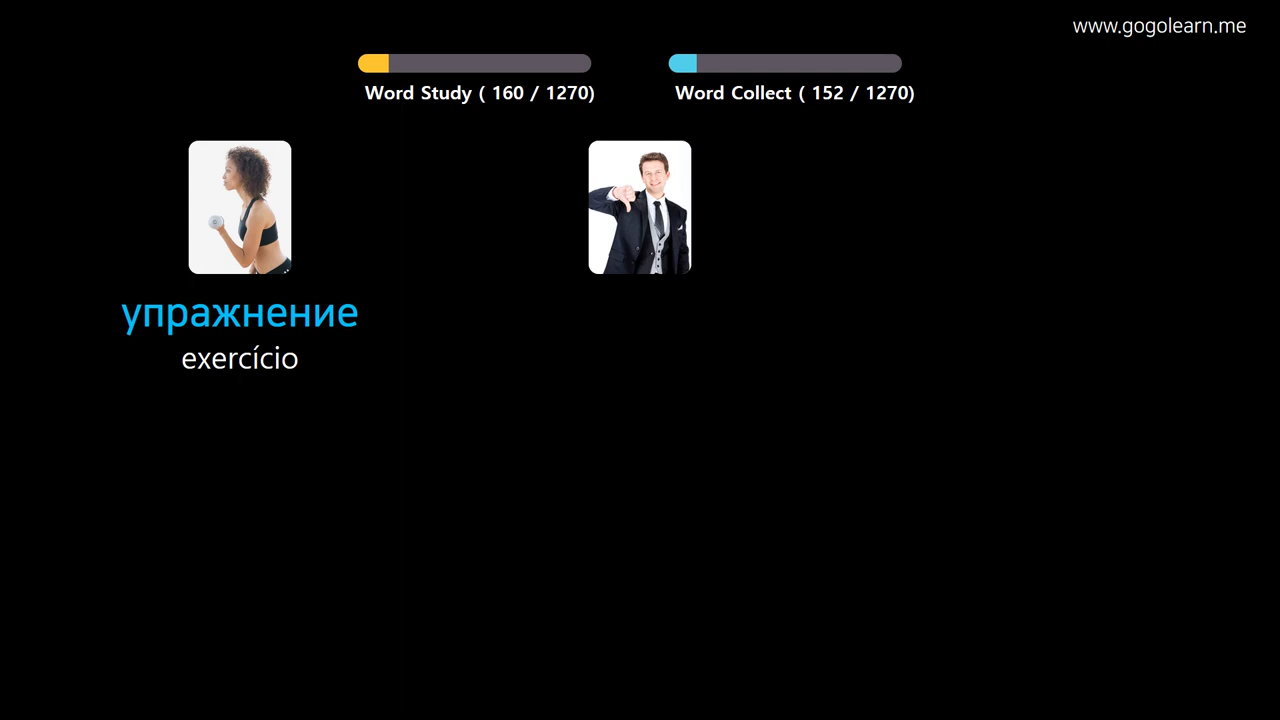 www.gogolearn.me
Word Study ( 160 / 1270)
Word Collect ( 152 / 1270)
упражнение
exercício